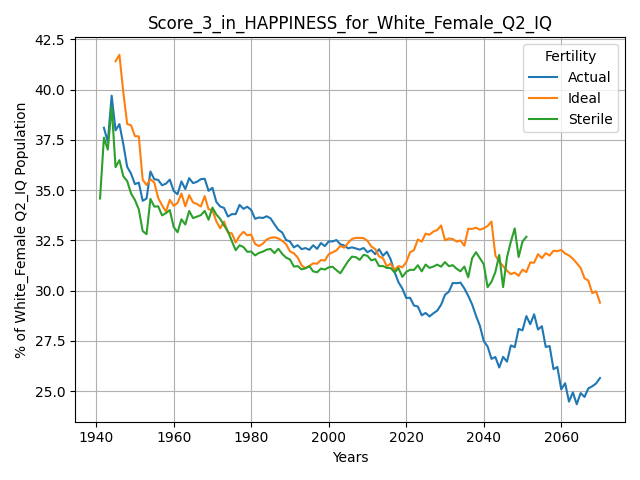 Score_3_in_HAPPINESS_for_White_Female_Q2_IQ
Fertility
Actual
Ideal
Sterile
% of White_Female Q2_IQ Population
42.5
40.0
37.5
35.0
32.5
30.0
27.5
25.0
1940 1960 1980 2000 2020 2040 2060
Years